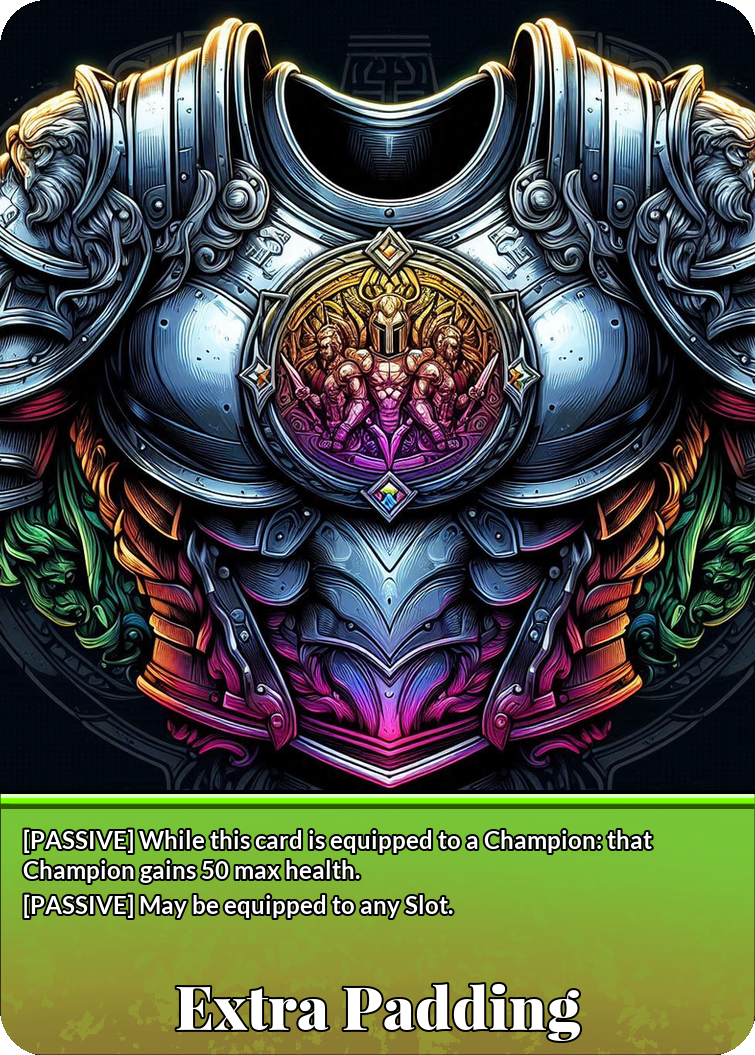 [PASSIVE] While this card is equipped to a Champion: that
Champion gains 50 max health.
[PASSIVE] May be equipped to any Slot.
Extra Padding